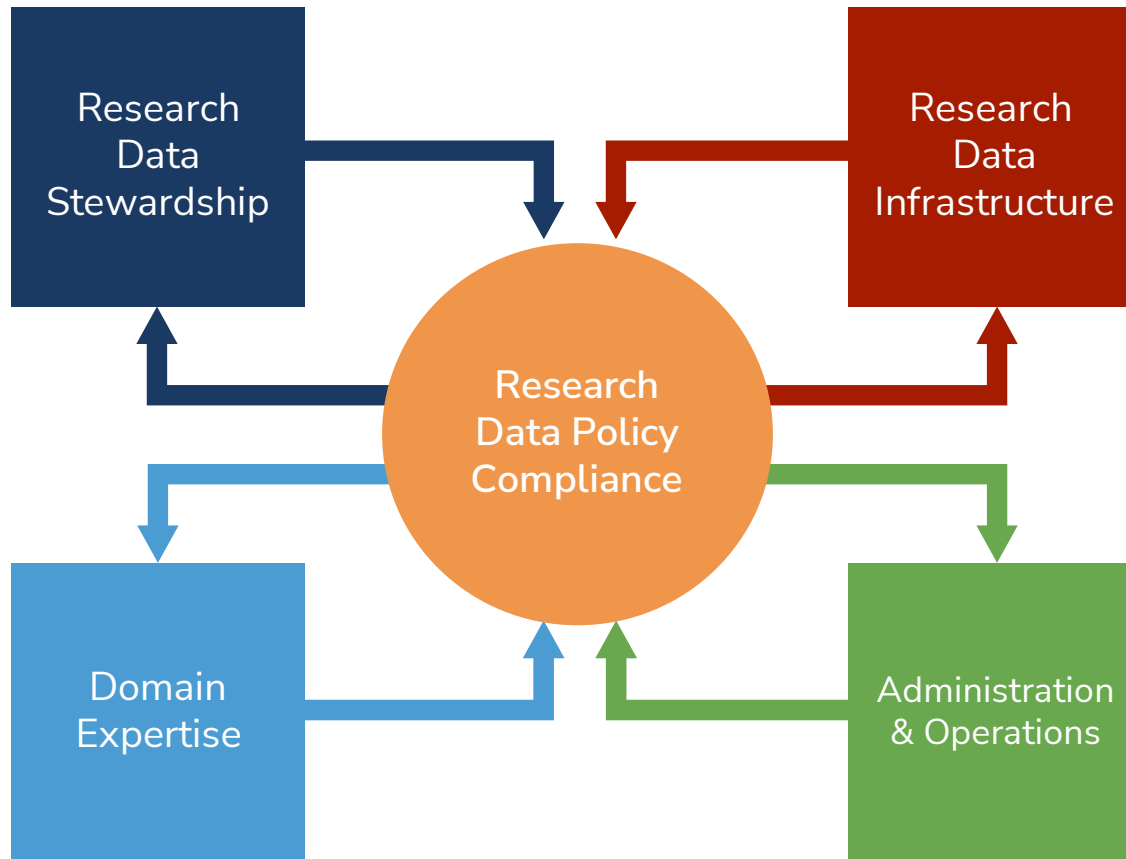 Research
Data
Stewardship
Research
Data
Infrastructure
Research
Data Policy
Compliance
Domain
Expertise
Administration
& Operations